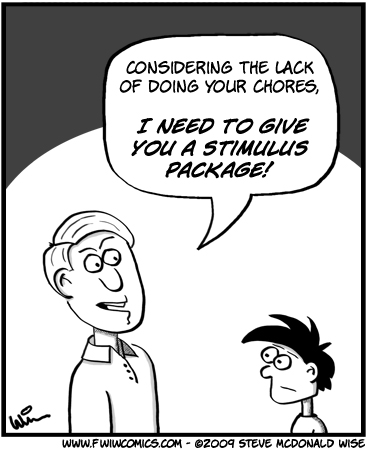 CONSIDERING THE LACK
OF DOING YOUR CHORES,
I NEED TO GIVE
YOU A STIMULUS
PACKAGE!
WWW.FWIWCOMICS.COM - ©2009 STEVE MCDONALD WISE